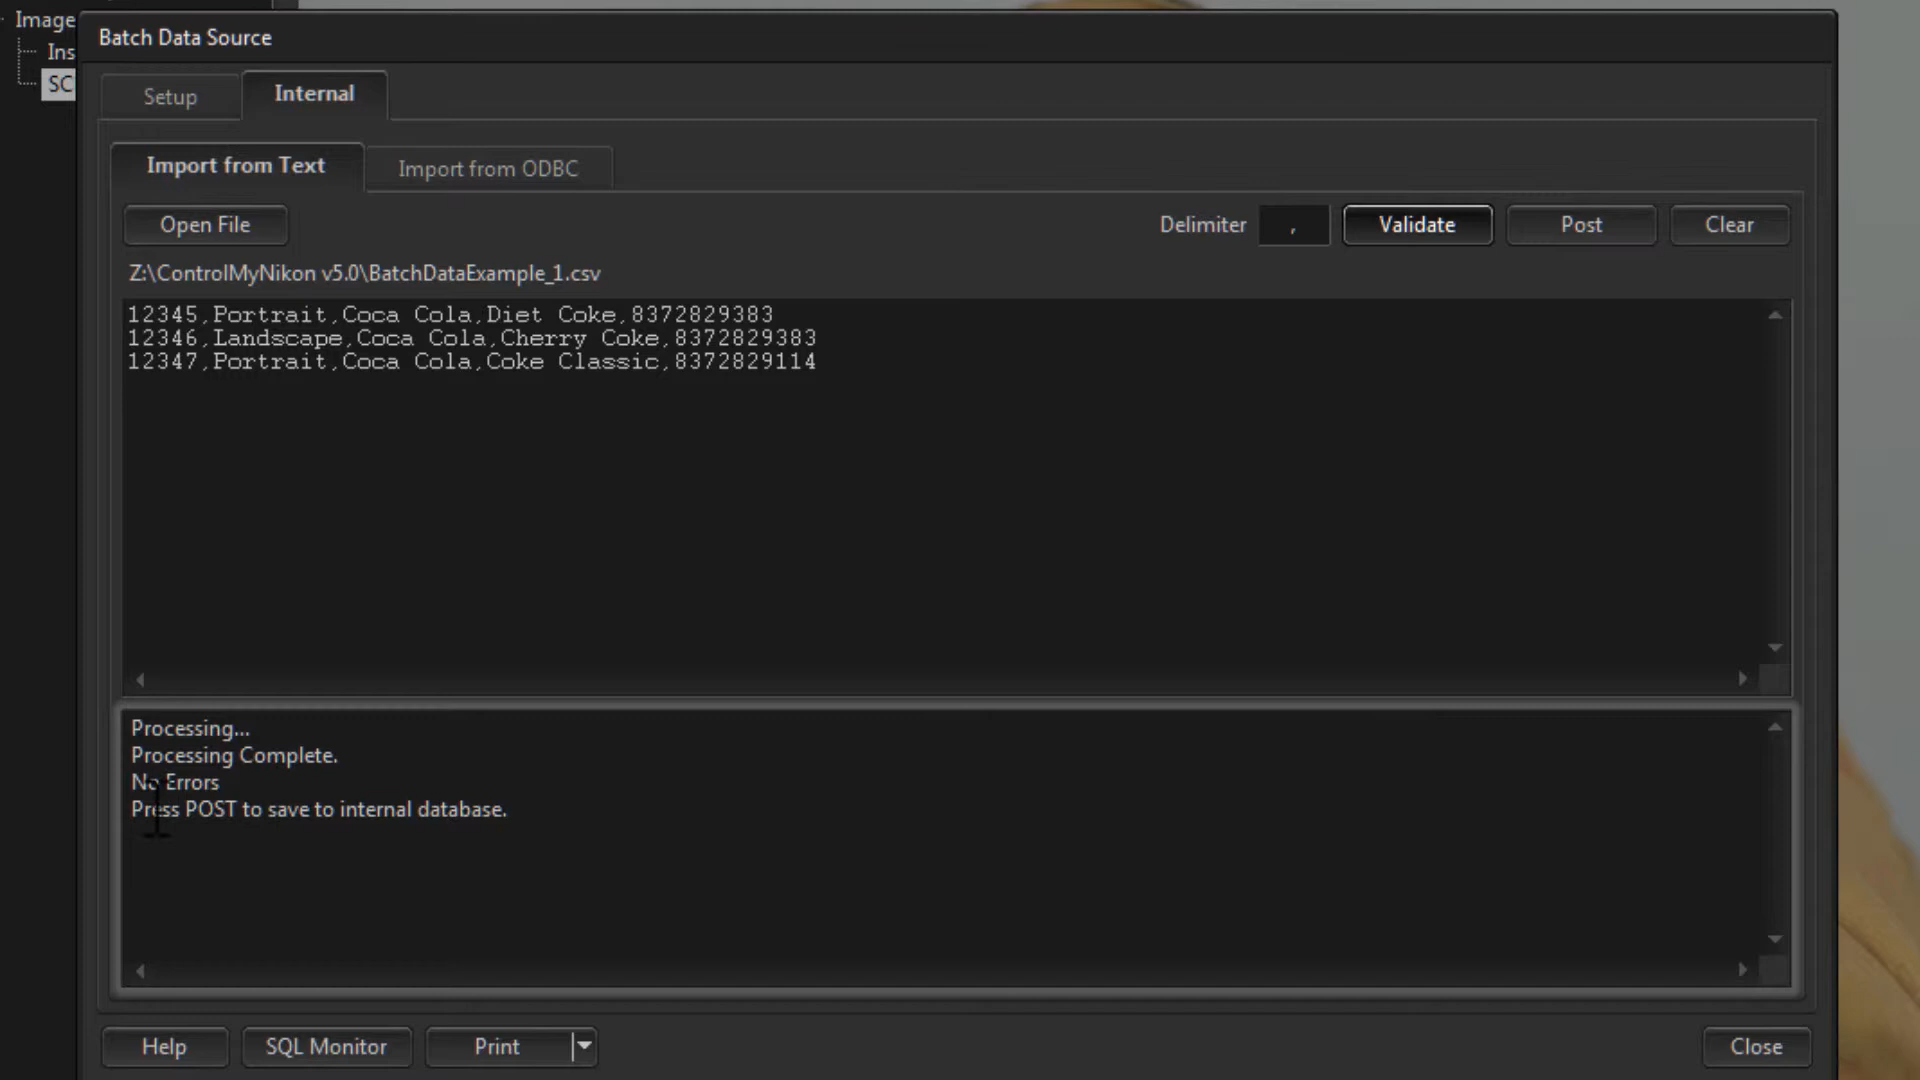 Image
Batch Data Source
Ins
SC
Setup
Internal
Import from Text
Import from ODBC
Open File
Delimiter
,
Validate
Post
Clear
Z:\ControlMyNikon v5.0\BatchDataExample_1.csv
12345,Portrait,Coca Cola,Diet Coke,8372829383
12346,Landscape,Coca Cola,Cherry Coke,8372829383
12347,Portrait,Coca Cola,Coke Classic,8372829114
Processing...
Processing Complete.
No Errors
Press POST to save to internal database.
Help
SQL Monitor
Print
Close